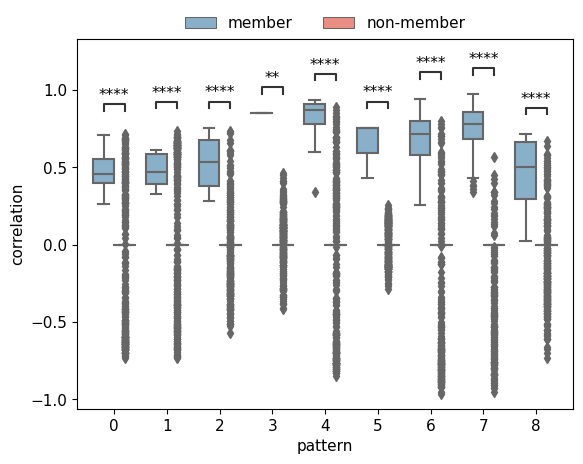 member non-member
**** **** **** ** **** **** **** **** ****
1.0
0.5
0.0
−0.5
−1.0
correlation
0 1 2 3 4 5 6 7 8
pattern